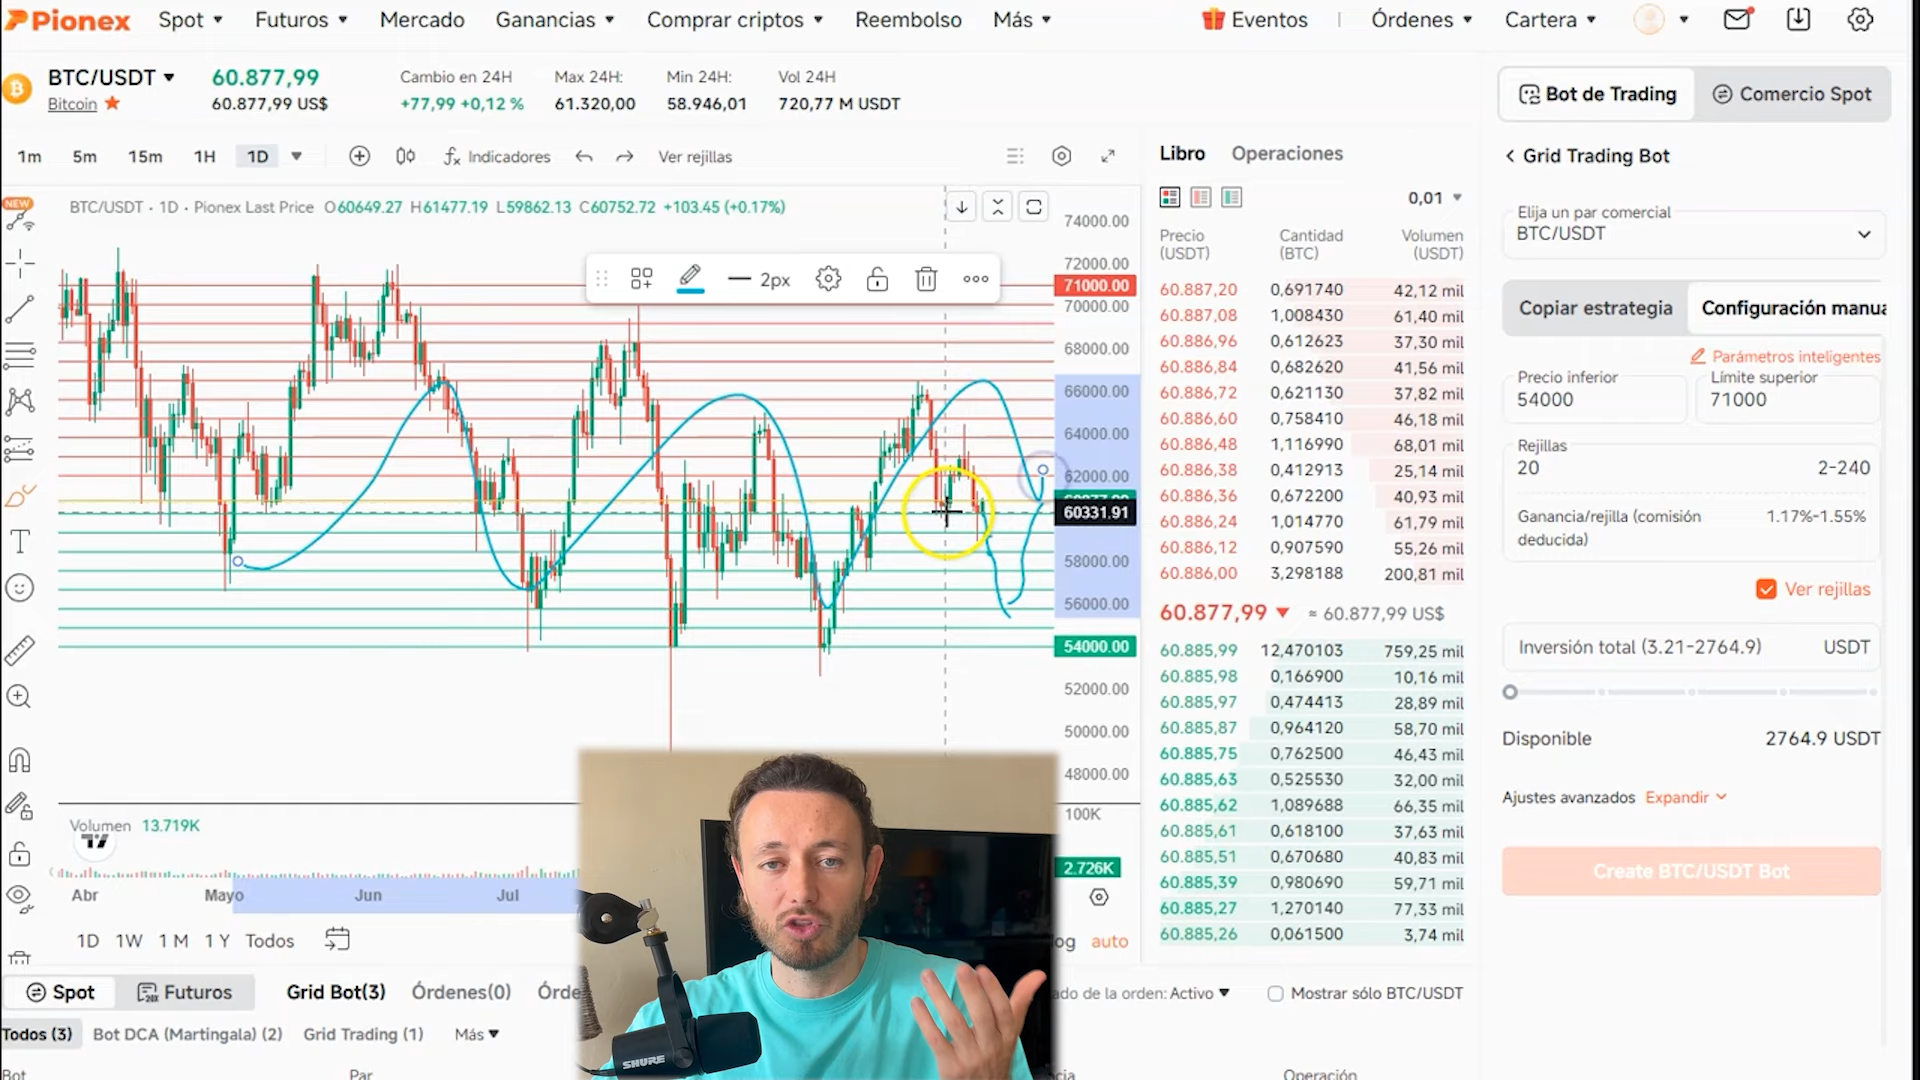 Pionex
Spot
Futuros
Mercado
Ganancias
Comprar criptos
Reembolso
Más
Eventos
Órdenes
Cartera
BTC/USDT
Bitcoin
60.877,99
60.877,99 US$
Cambio en 24H
+77,99 +0,12 %
Max 24H:
61.320,00
Min 24H:
58.946,01
Vol 24H
720,77 M USDT
1m 5m 15m 1H 1D
Indicadores
Ver rejillas
NEW
BTC/USDT · 1D · Pionex Last Price O60649.27 H61477.19 L59862.13 C60752.72 +103.45 (+0.17%)
2px
74000.00
72000.00
71000.00
70000.00
68000.00
66000.00
64000.00
62000.00
60331.91
58000.00
56000.00
54000.00
52000.00
50000.00
48000.00
100K
Volumen 13.719K
2.726K
Abr
Mayo
Jun
Jul
1D 1W 1M 1Y Todos
og auto
Libro
Operaciones
0,01
Precio (USDT)
Cantidad (BTC)
Volumen (USDT)
60.887,20 0,691740 42,12 mil
60.887,08 1,008430 61,40 mil
60.886,96 0,612623 37,30 mil
60.886,84 0,682620 41,56 mil
60.886,72 0,621130 37,82 mil
60.886,60 0,758410 46,18 mil
60.886,48 1,116990 68,01 mil
60.886,38 0,412913 25,14 mil
60.886,36 0,672200 40,93 mil
60.886,24 1,014770 61,79 mil
60.886,12 0,907590 55,26 mil
60.886,00 3,298188 200,81 mil
60.877,99 ≈ 60.877,99 US$
60.885,99 12,470103 759,25 mil
60.885,98 0,166900 10,16 mil
60.885,97 0,474413 28,89 mil
60.885,87 0,964120 58,70 mil
60.885,75 0,762500 46,43 mil
60.885,63 0,525530 32,00 mil
60.885,62 1,089688 66,35 mil
60.885,61 0,618100 37,63 mil
60.885,51 0,670680 40,83 mil
60.885,39 0,980690 59,71 mil
60.885,27 1,270140 77,33 mil
60.885,26 0,061500 3,74 mil
Bot de Trading
Comercio Spot
Grid Trading Bot
Elija un par comercial
BTC/USDT
Copiar estrategia
Configuración manua
Parámetros inteligentes
Precio inferior
54000
Límite superior
71000
Rejillas
20
2-240
Ganancia/rejilla (comisión deducida)
1.17%-1.55%
Ver rejillas
Inversión total (3.21-2764.9)
USDT
Disponible
2764.9 USDT
Ajustes avanzados Expandir
Create BTC/USDT Bot
Spot
Futuros
Grid Bot(3)
Órdenes(0)
Órde
ado de la orden: Activo
Mostrar sólo BTC/USDT
Todos (3)
Bot DCA (Martingala) (2)
Grid Trading (1)
Más
Bot
Par
cia
Operación
SHURE